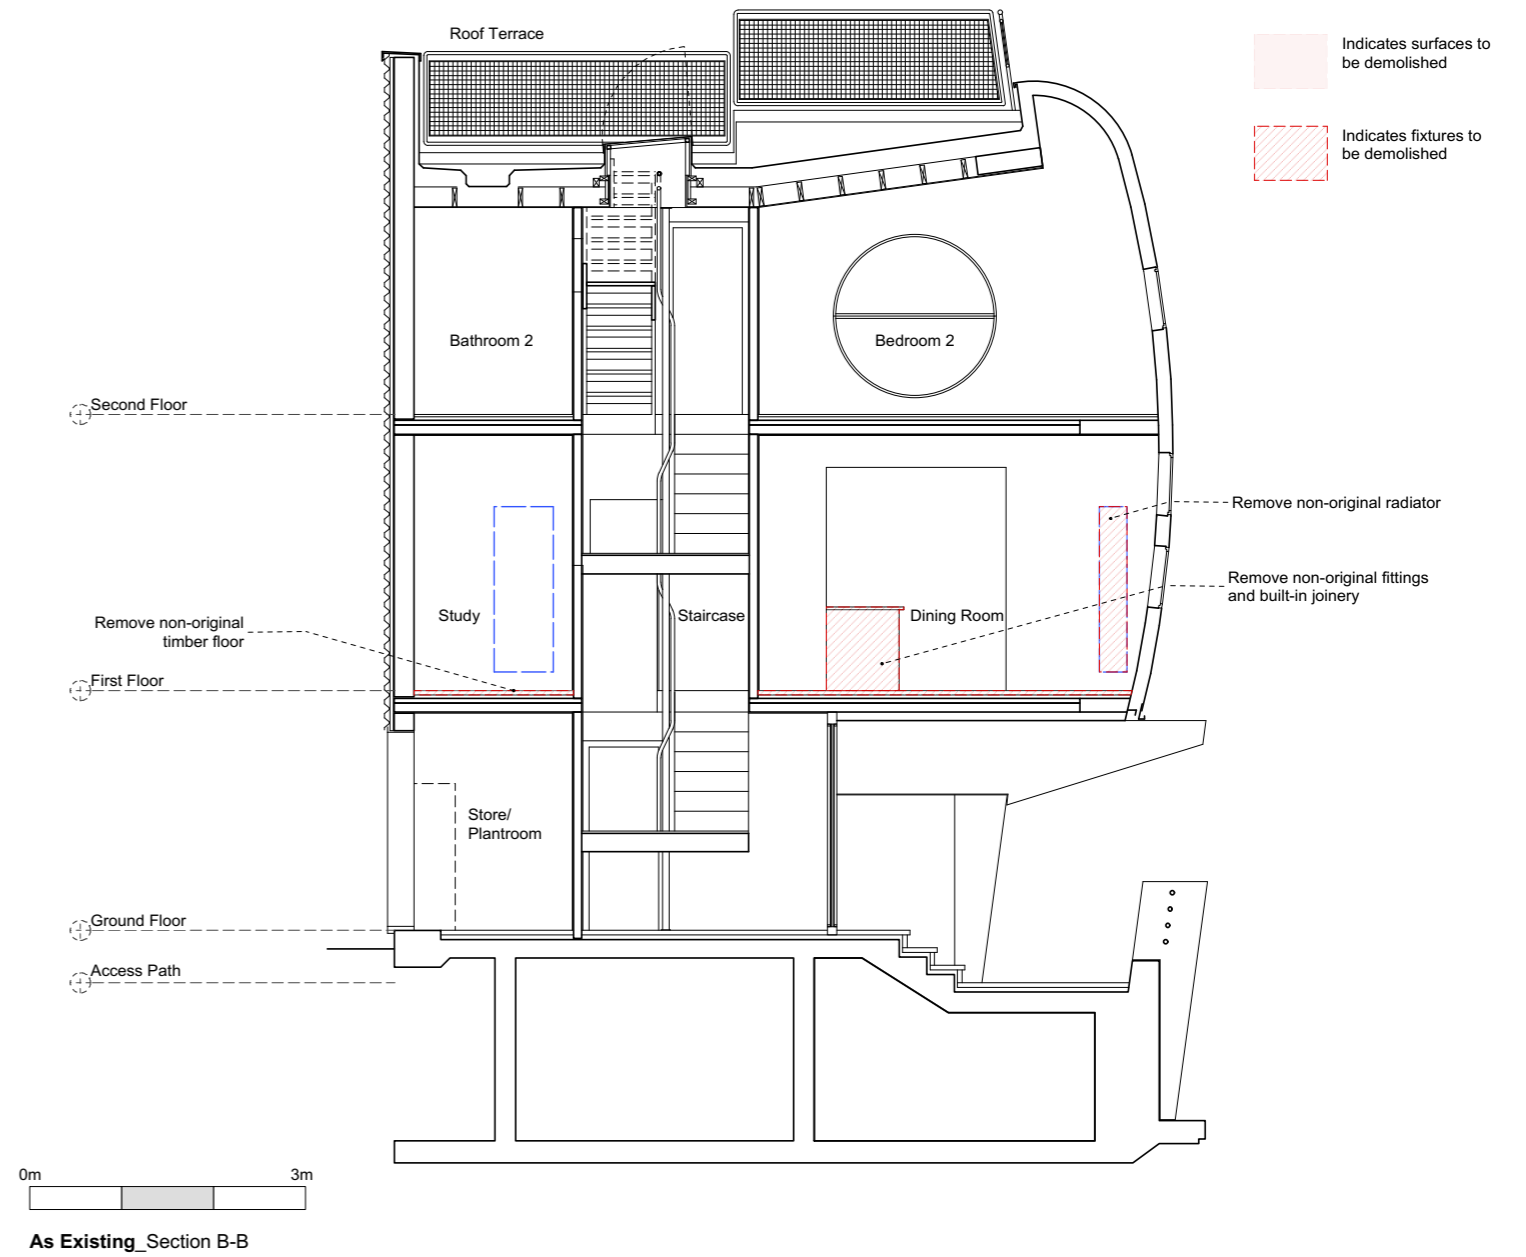 Roof Terrace
Indicates surfaces to
be demolished
Indicates fixtures to
be demolished
Bathroom 2
Bedroom 2
Second Floor
Remove non-original radiator
Remove non-original fittings
and built-in joinery
Study
Staircase
Dining Room
Remove non-original
timber floor
First Floor
Store/
Plantroom
Ground Floor
Access Path
0m
3m
As Existing_Section B-B